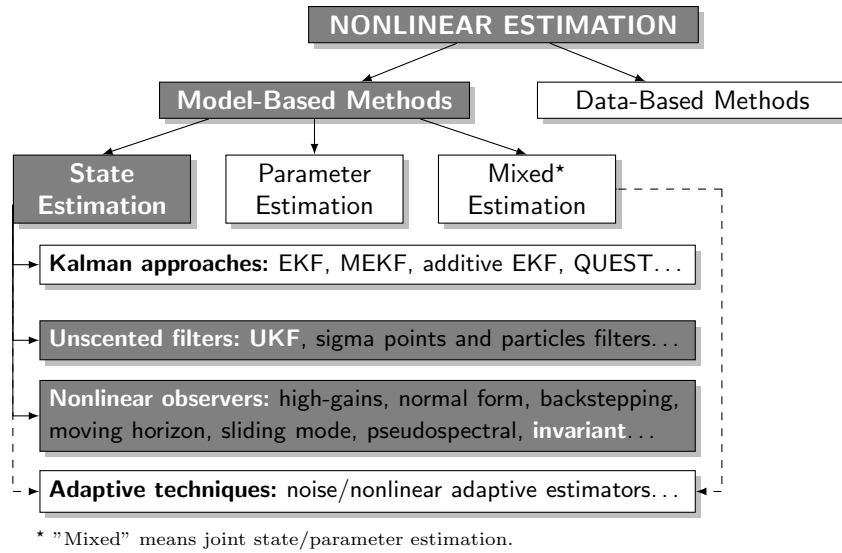 NONLINEAR ESTIMATION
Model-Based Methods
Data-Based Methods
State
Estimation
Parameter
Estimation
Mixed*
Estimation
Kalman approaches: EKF, MEKF, additive EKF, QUEST...
Unscented filters: UKF, sigma points and particles filters...
Nonlinear observers: high-gains, normal form, backstepping,
moving horizon, sliding mode, pseudospectral, invariant...
Adaptive techniques: noise/nonlinear adaptive estimators...
* "Mixed" means joint state/parameter estimation.